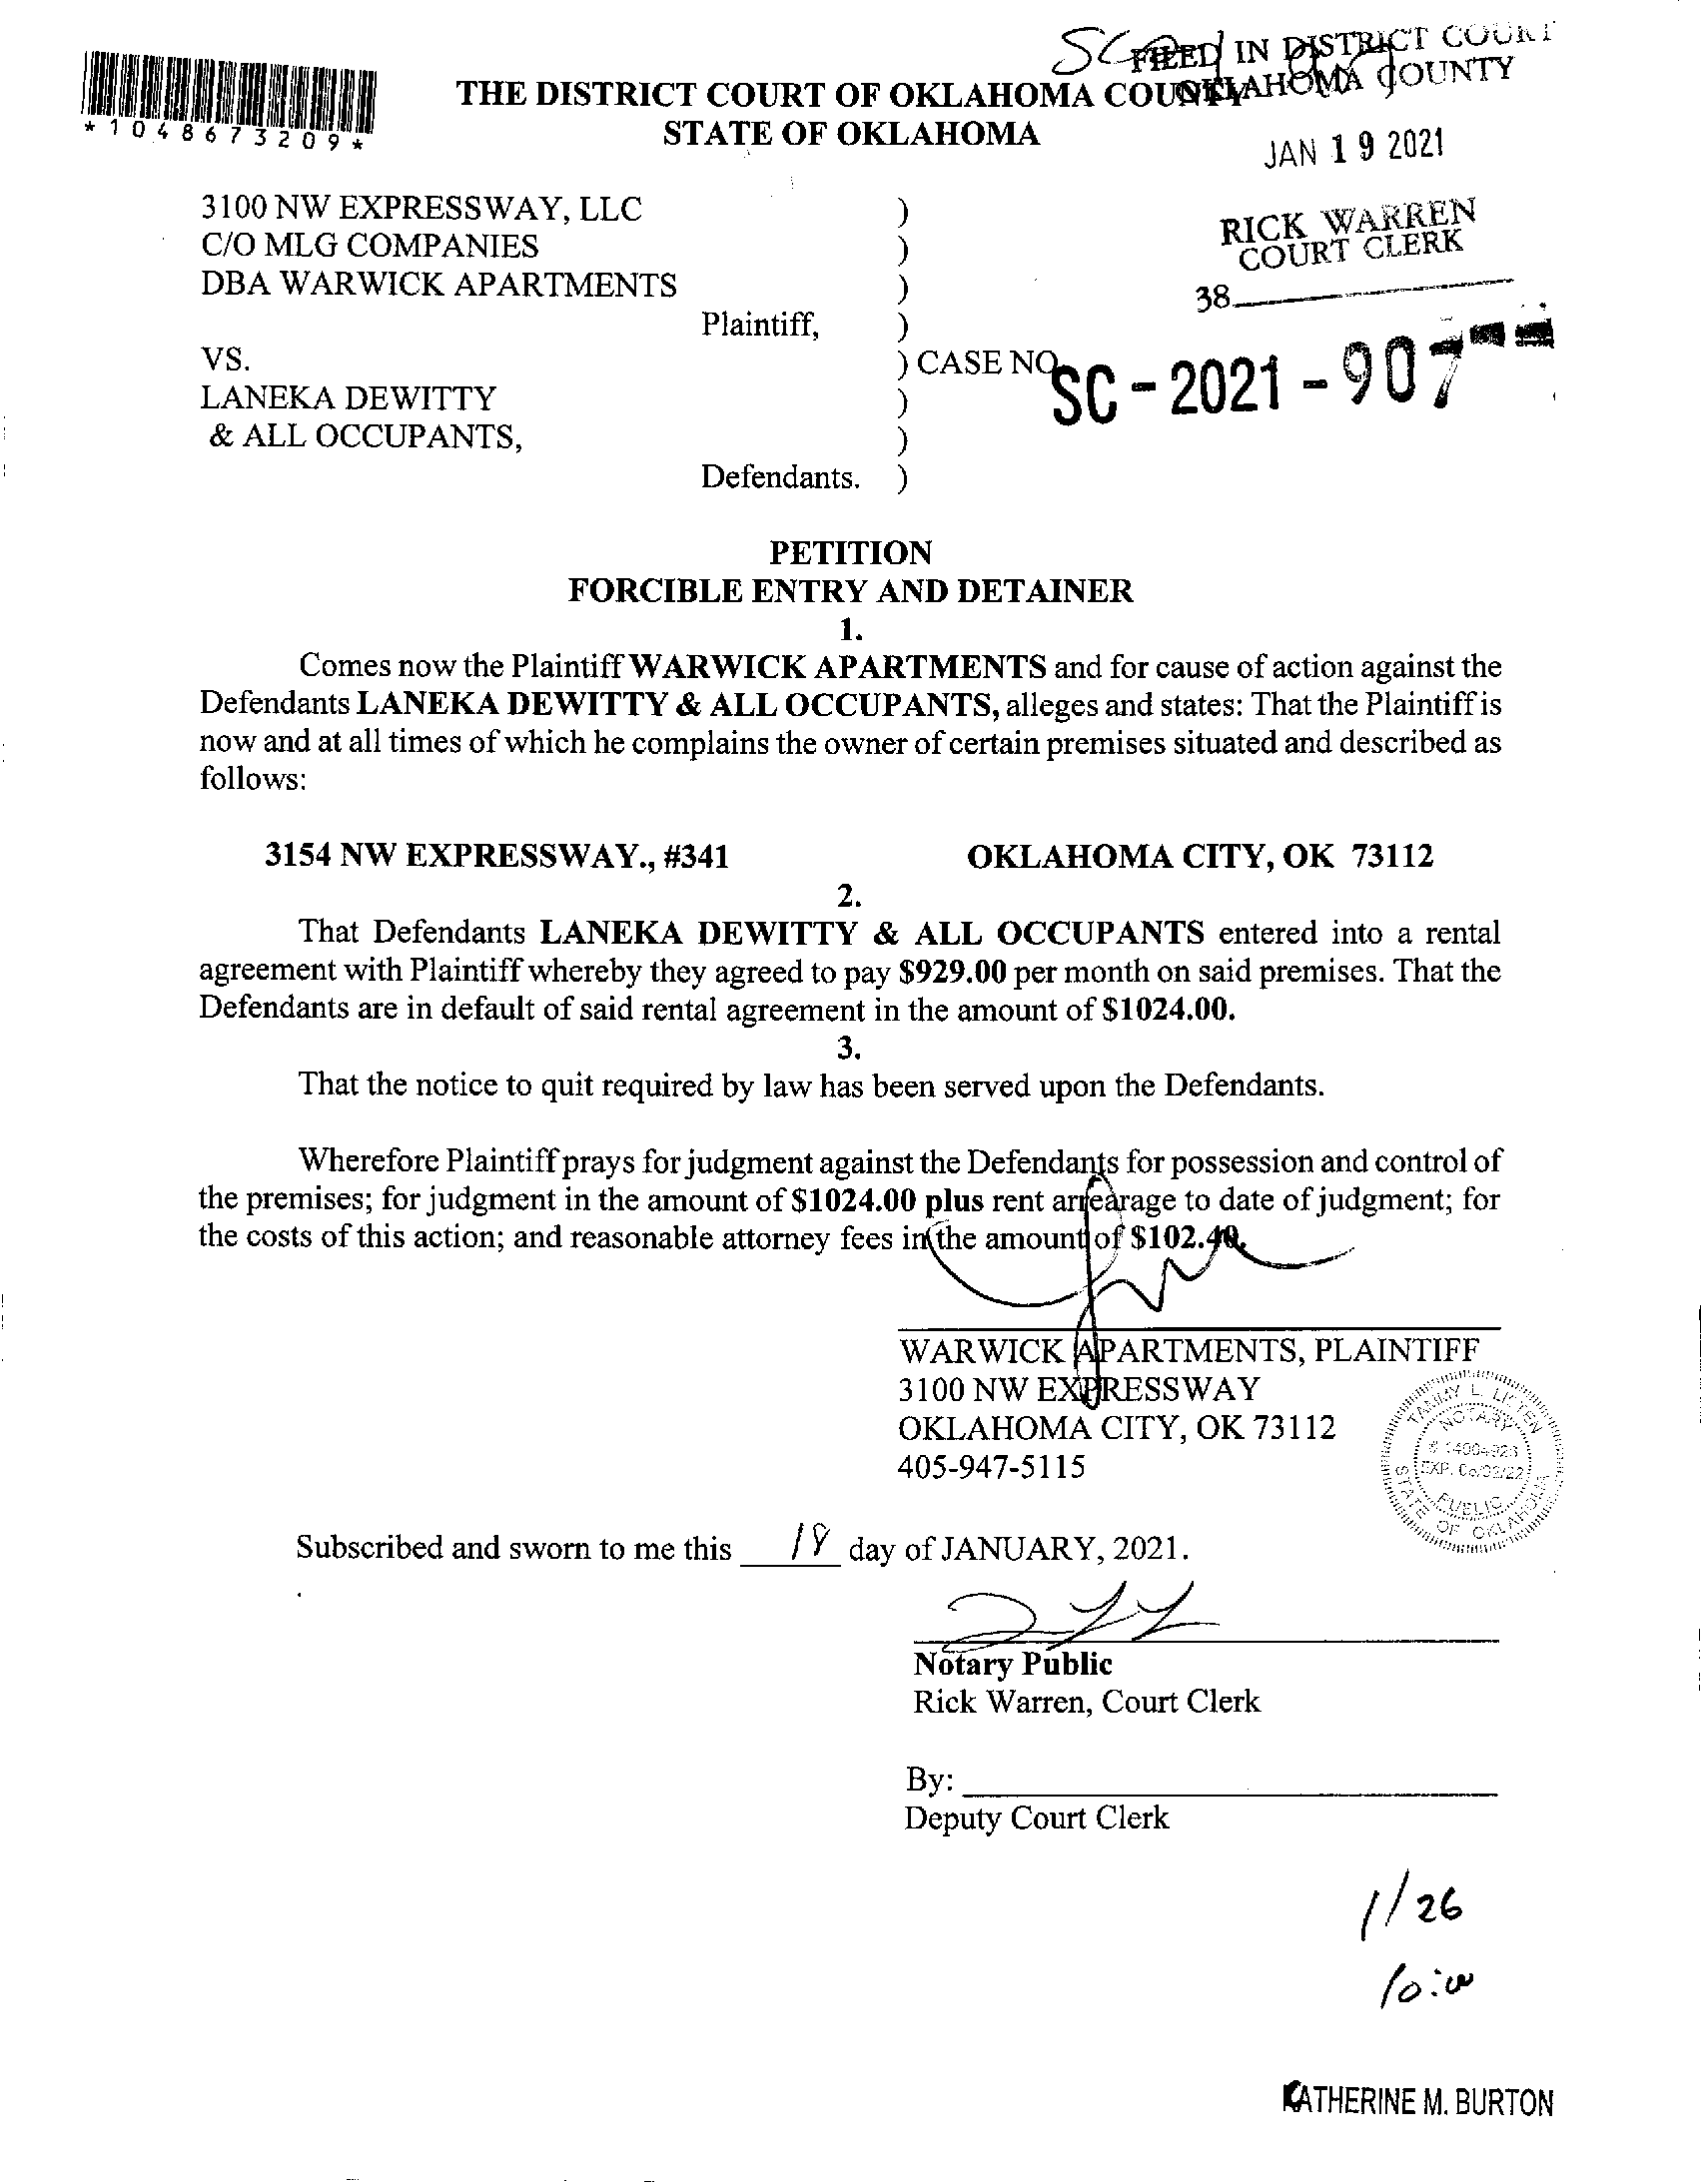 FILED IN DISTRICT COURT
OKLAHOMA COUNTY
THE DISTRICT COURT OF OKLAHOMA COUNTY
STATE OF OKLAHOMA
*1048673209*
JAN 19 2021
RICK WARREN
COURT CLERK
38
3100 NW EXPRESSWAY, LLC )
C/O MLG COMPANIES )
DBA WARWICK APARTMENTS )
Plaintiff, )
VS. ) CASE NO. SC-2021-907
LANEKA DEWITTY )
& ALL OCCUPANTS, )
Defendants. )
PETITION
FORCIBLE ENTRY AND DETAINER
1.
Comes now the Plaintiff WARWICK APARTMENTS and for cause of action against the
Defendants LANEKA DEWITTY & ALL OCCUPANTS, alleges and states: That the Plaintiff is
now and at all times of which he complains the owner of certain premises situated and described as
follows:
3154 NW EXPRESSWAY., #341 OKLAHOMA CITY, OK 73112
2.
That Defendants LANEKA DEWITTY & ALL OCCUPANTS entered into a rental
agreement with Plaintiff whereby they agreed to pay $929.00 per month on said premises. That the
Defendants are in default of said rental agreement in the amount of $1024.00.
3.
That the notice to quit required by law has been served upon the Defendants.
Wherefore Plaintiff prays for judgment against the Defendants for possession and control of
the premises; for judgment in the amount of $1024.00 plus rent arrearage to date of judgment; for
the costs of this action; and reasonable attorney fees in the amount of $102.40.
WARWICK APARTMENTS, PLAINTIFF
3100 NW EXPRESSWAY
OKLAHOMA CITY, OK 73112
405-947-5115
TAMMY L.
NOTARY
PUBLIC
STATE OF OKLAHOMA
Subscribed and sworn to me this 18 day of JANUARY, 2021.
Notary Public
Rick Warren, Court Clerk
By:
Deputy Court Clerk
1/26
10:00
KATHERINE M. BURTON